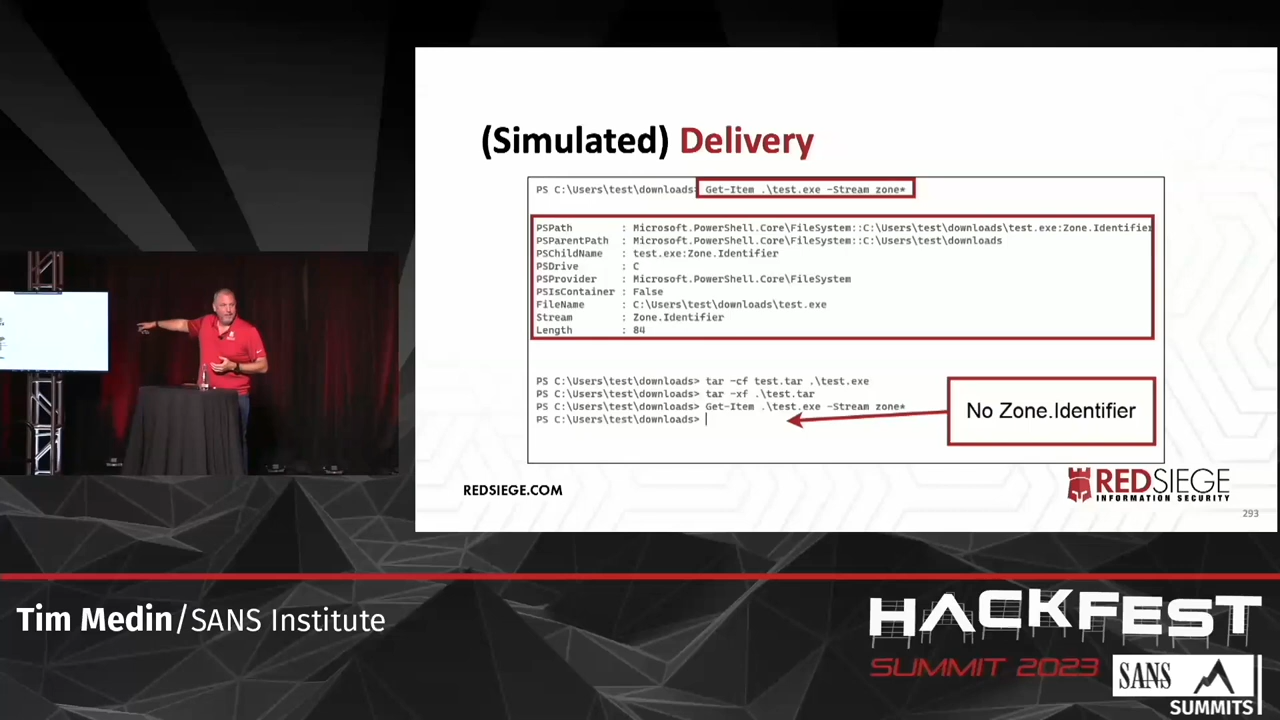 (Simulated) Delivery
PS C:\Users\test\downloads> Get-Item .\test.exe -Stream zone*
PSPath : Microsoft.PowerShell.Core\FileSystem::C:\Users\test\downloads\test.exe:Zone.Identifier
PSParentPath : Microsoft.PowerShell.Core\FileSystem::C:\Users\test\downloads
PSChildName : test.exe:Zone.Identifier
PSDrive : C
PSProvider : Microsoft.PowerShell.Core\FileSystem
PSIsContainer : False
FileName : C:\Users\test\downloads\test.exe
Stream : Zone.Identifier
Length : 84
PS C:\Users\test\downloads> tar -cf test.tar .\test.exe
PS C:\Users\test\downloads> tar -xf .\test.tar
PS C:\Users\test\downloads> Get-Item .\test.exe -Stream zone*
PS C:\Users\test\downloads>
No Zone.Identifier
REDSIEGE.COM
REDSIEGE
INFORMATION SECURITY
293
Tim Medin/SANS Institute
HACKFEST
SUMMIT 2023
SANS
SUMMITS